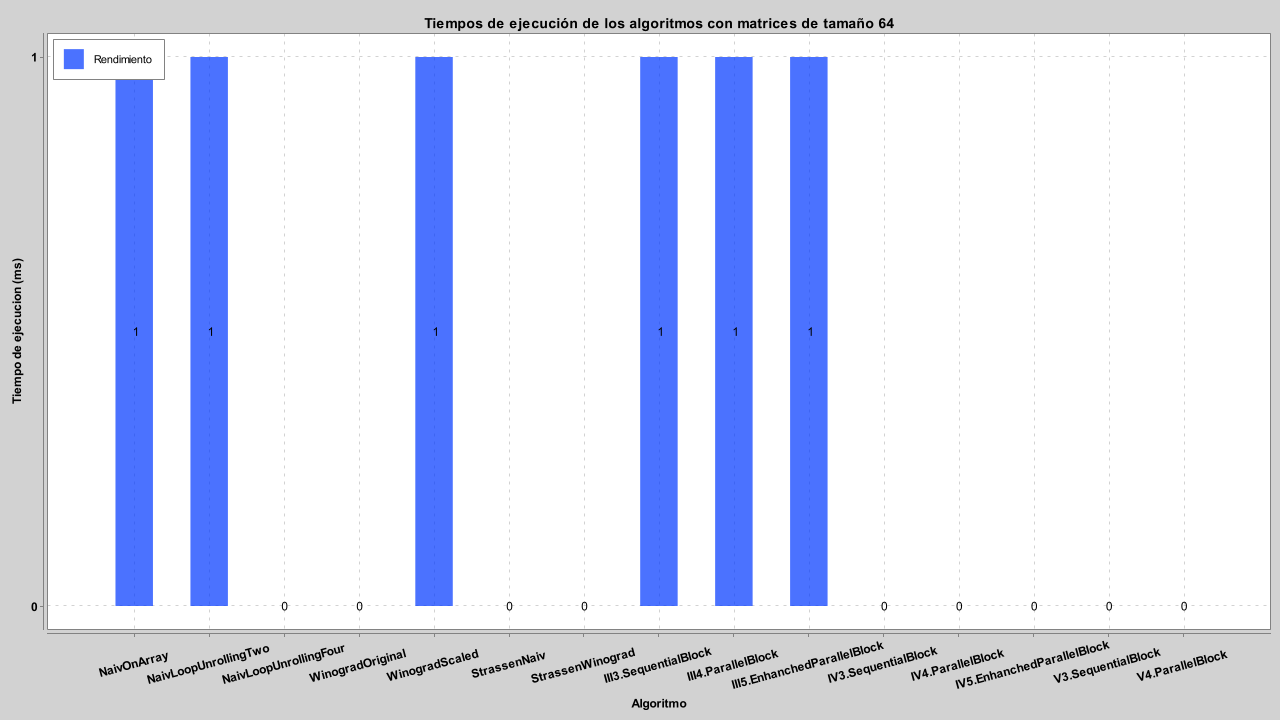 Tiempos de ejecución de los algoritmos con matrices de tamaño 64
Rendimiento
1
0
Tiempo de ejecucion (ms)
1
1
0
0
1
0
0
1
1
1
0
0
0
0
0
NaivOnArray
NaivLoopUnrollingTwo
NaivLoopUnrollingFour
WinogradOriginal
WinogradScaled
StrassenNaiv
StrassenWinograd
III3.SequentialBlock
III4.ParallelBlock
III5.EnhanchedParallelBlock
IV3.SequentialBlock
IV4.ParallelBlock
IV5.EnhanchedParallelBlock
V3.SequentialBlock
V4.ParallelBlock
Algoritmo